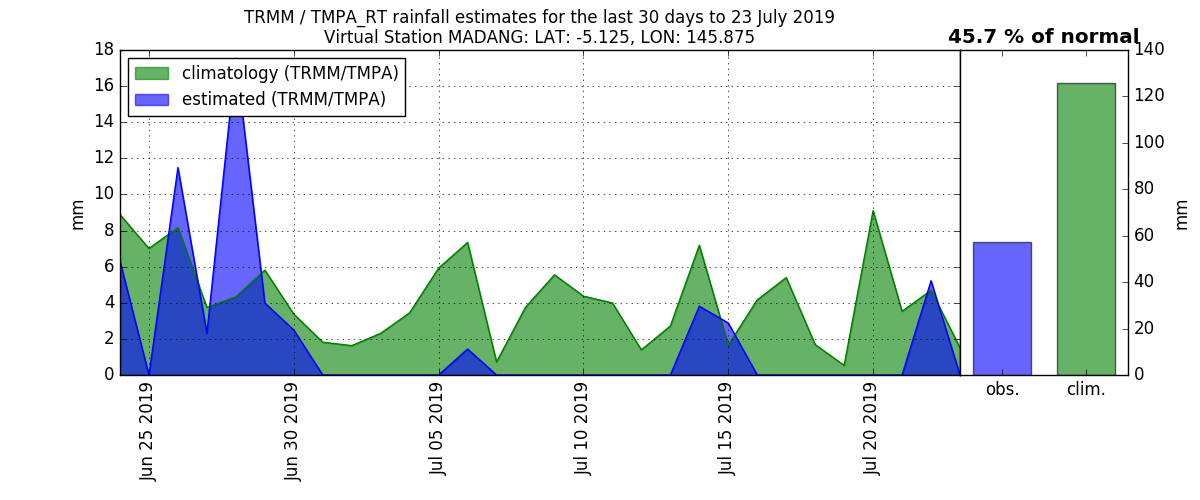 TRMM / TMPA_RT rainfall estimates for the last 30 days to 23 July 2019
Virtual Station MADANG: LAT: -5.125, LON: 145.875
45.7 % of normal
climatology (TRMM/TMPA)
estimated (TRMM/TMPA)
18
16
14
12
10
8
6
4
2
0
mm
Jun 25 2019
Jun 30 2019
Jul 05 2019
Jul 10 2019
Jul 15 2019
Jul 20 2019
obs.
clim.
140
120
100
80
60
40
20
0
mm